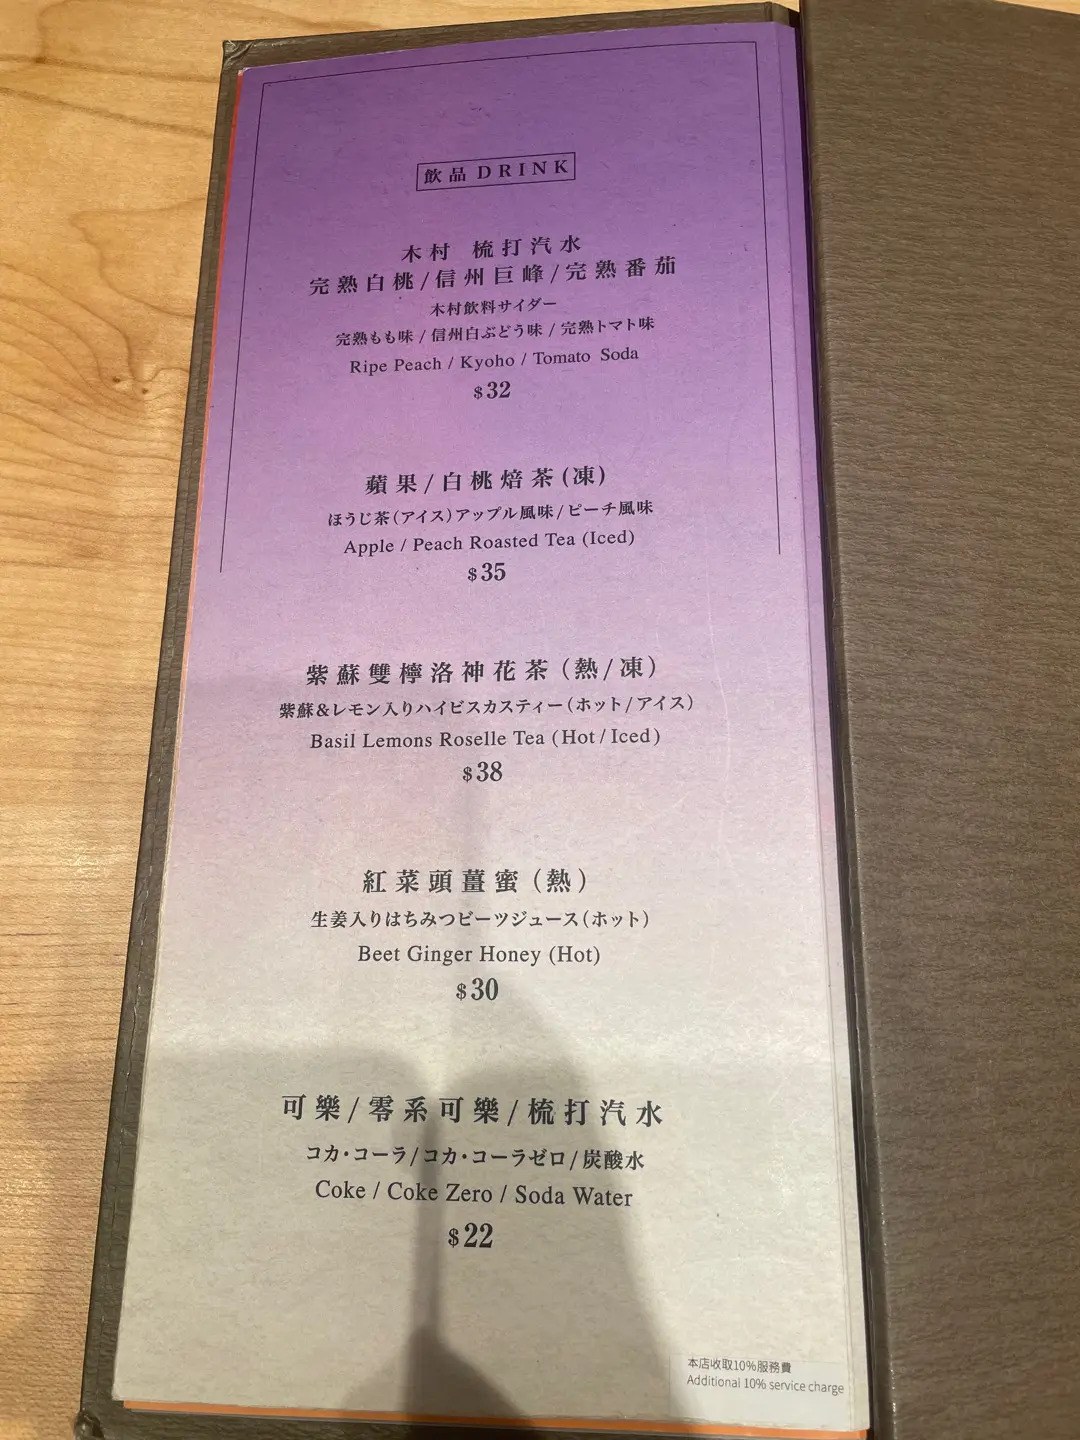 飲品 DRINK
木村 梳打汽水
完熟白桃/信州巨峰/完熟番茄
木村飲料サイダー
完熟もも味/信州白ぶどう味/完熟トマト味
Ripe Peach / Kyoho / Tomato Soda
$32
蘋果/白桃焙茶(凍)
ほうじ茶(アイス)アップル風味/ピーチ風味
Apple / Peach Roasted Tea (Iced)
$35
紫蘇雙檸洛神花茶(熱/凍)
紫蘇&レモン入りハイビスカスティー(ホット/アイス)
Basil Lemons Roselle Tea (Hot/Iced)
$38
紅菜頭薑蜜(熱)
生姜入りはちみつビーツジュース(ホット)
Beet Ginger Honey (Hot)
$30
可樂/零系可樂/梳打汽水
コカ・コーラ/コカ・コーラゼロ/炭酸水
Coke / Coke Zero / Soda Water
$22
本店收取10%服務費
Additional 10% service charge